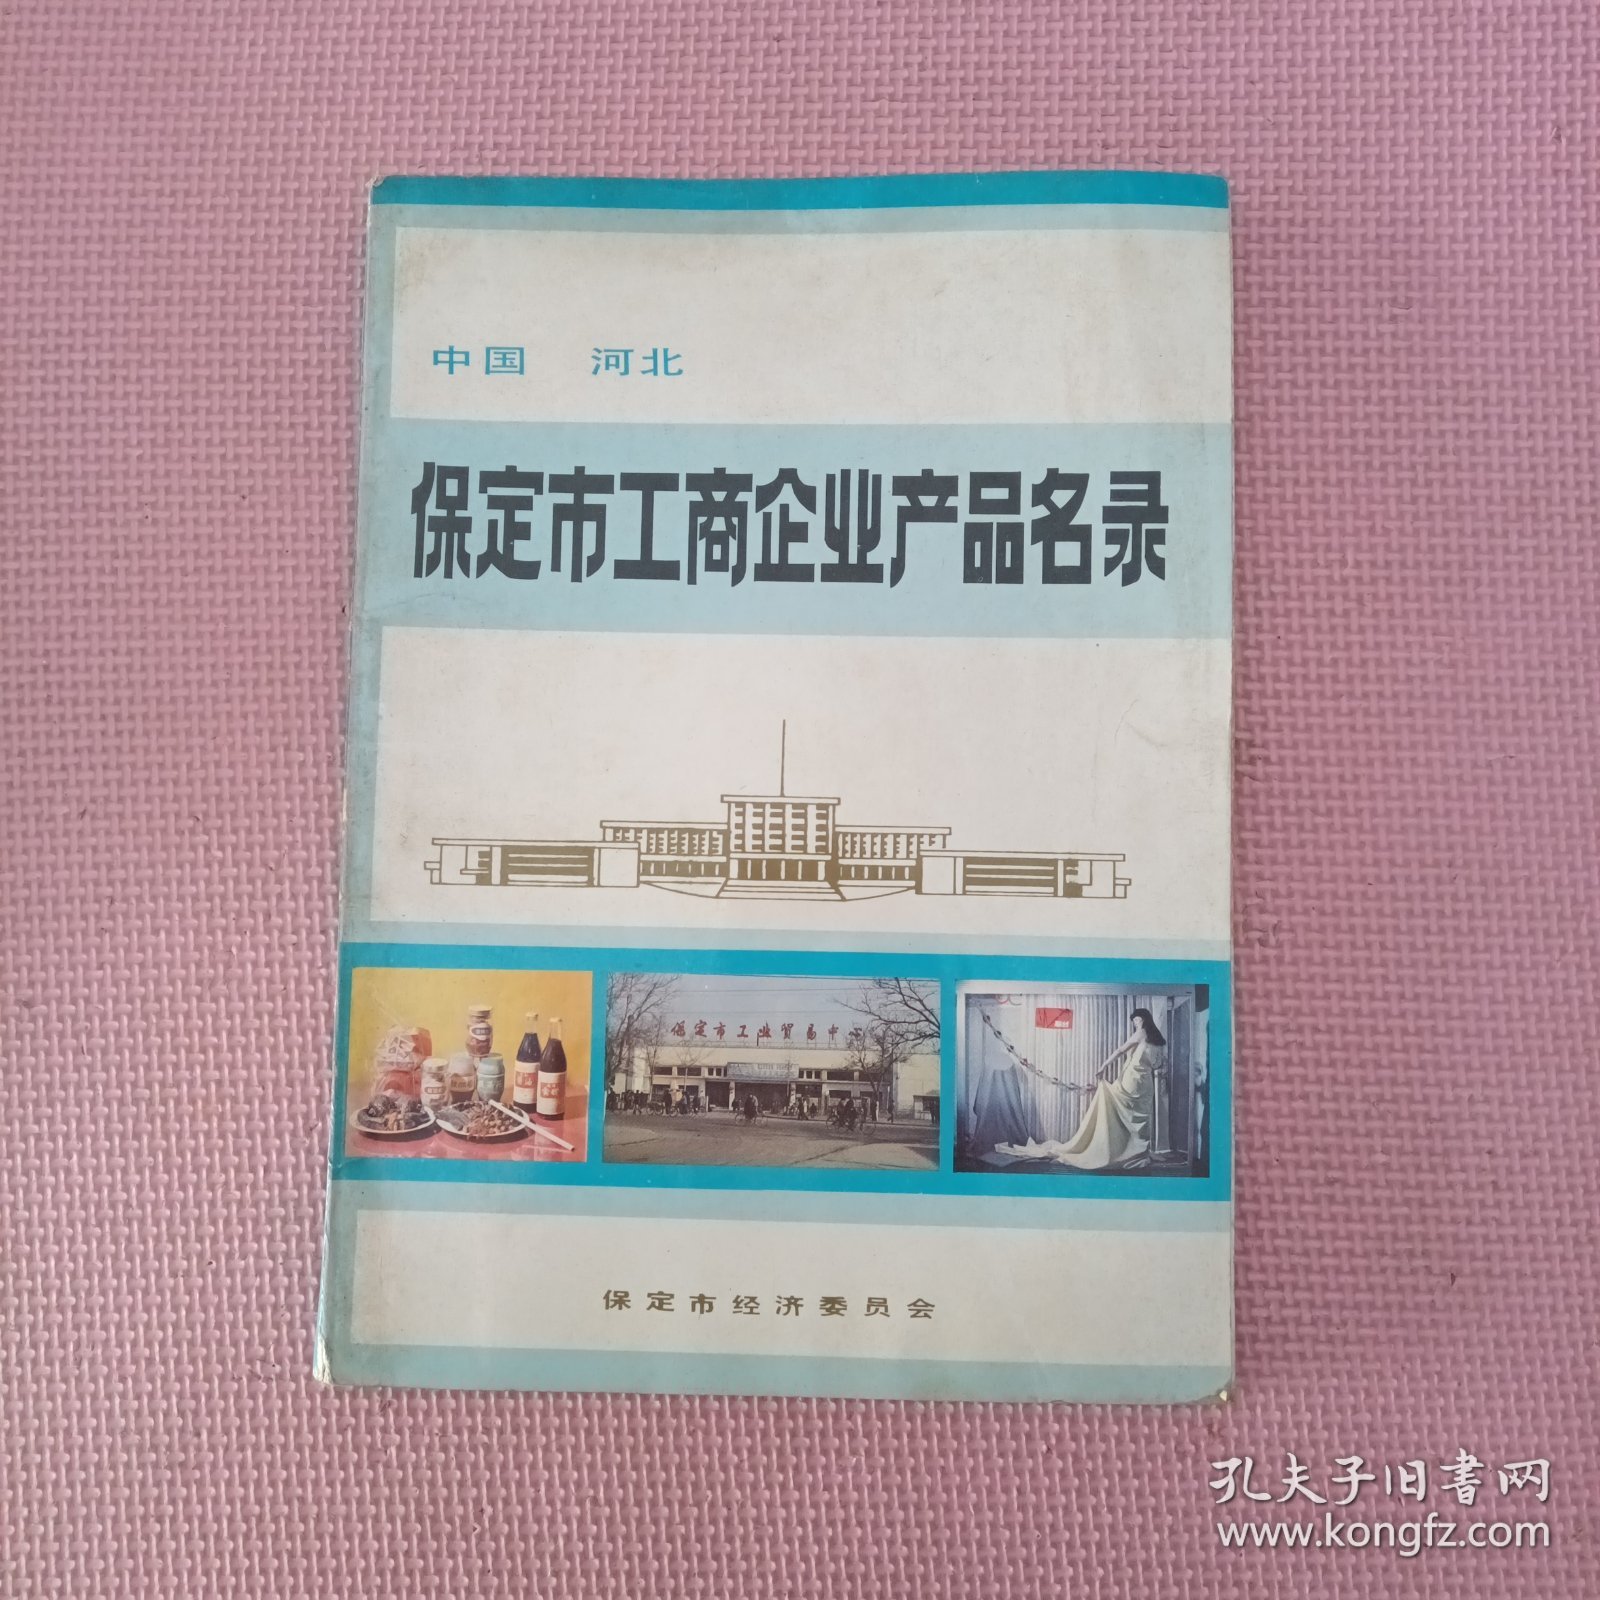 中国 河北
保定市工商企业产品名录
保定市工业贸易中心
保定市经济委员会
孔夫子旧书网
www.kongfz.com